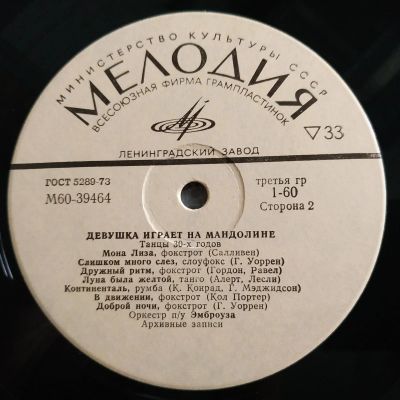 МИНИСТЕРСТВО КУЛЬТУРЫ СССР
МЕЛОДИЯ
ВСЕСОЮЗНАЯ ФИРМА ГРАМПЛАСТИНОК
▽33
ЛЕНИНГРАДСКИЙ ЗАВОД
ГОСТ 5289-73
М60-39464
третья гр
1-60
Сторона 2
ДЕВУШКА ИГРАЕТ НА МАНДОЛИНЕ
Танцы 30-х годов
Мона Лиза, фокстрот (Салливен)
Слишком много слез, слоуфокс (Г. Уоррен)
Дружный ритм, фокстрот (Гордон, Равел)
Луна была желтой, танго (Алерт, Лесли)
Континенталь, румба (К. Конрад, Г. Мэджидсон)
В движении, фокстрот (Кол Портер)
Доброй ночи, фокстрот (Г. Уоррен)
Оркестр п/у Эмброуза
Архивные записи